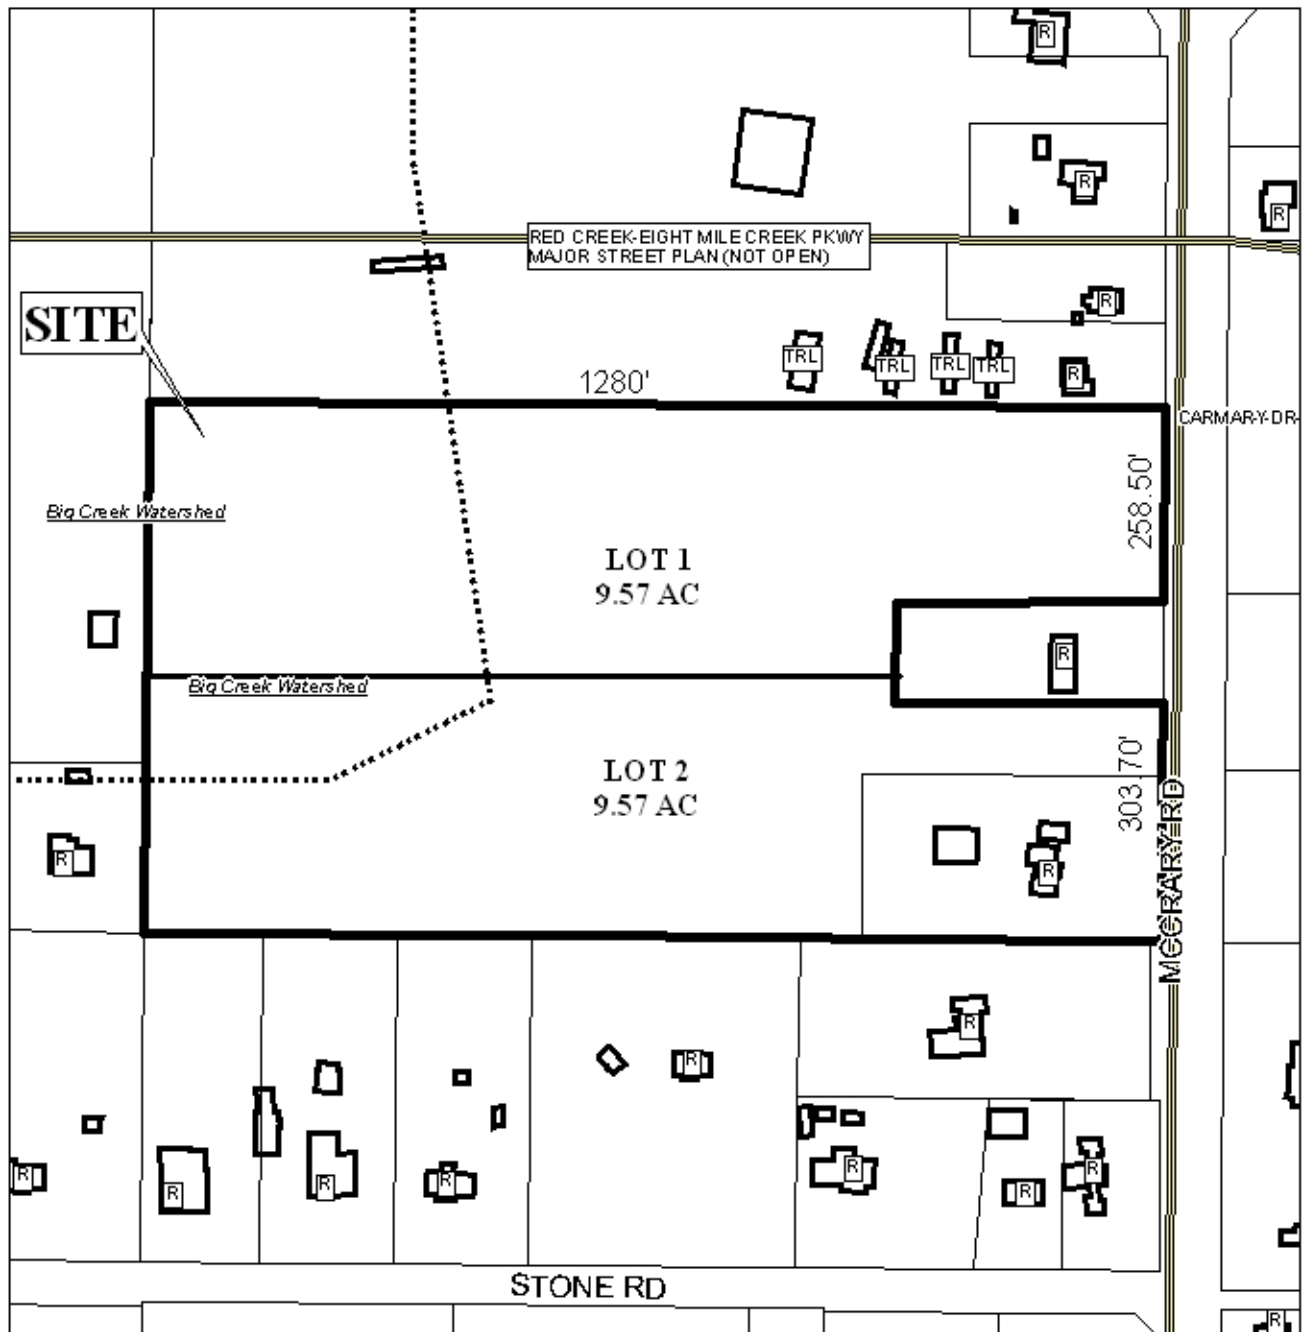 R
R
R
RED CREEK-EIGHT MILE CREEK PKWY
MAJOR STREET PLAN (NOT OPEN)
R
SITE
TRL
TRL
TRL
TRL
R
1280'
CARMARY DR
258.50'
Big Creek Watershed
LOT 1
9.57 AC
R
Big Creek Watershed
LOT 2
9.57 AC
303.70'
MCCRARY RD
R
R
R
R
R
R
R
R
R
R
R
R
STONE RD
R